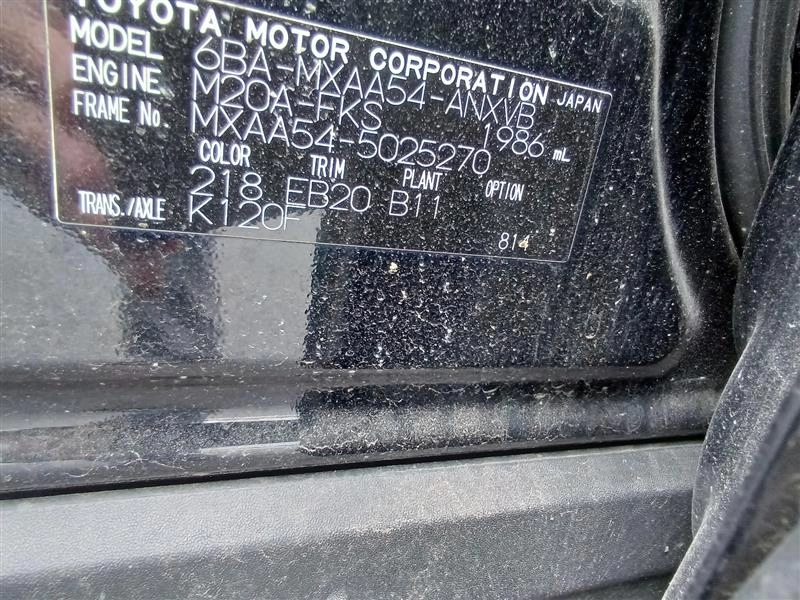 TOYOTA MOTOR CORPORATION JAPAN
MODEL 6BA-MXAA54-ANXVB
ENGINE M20A-FKS 1986 mL
FRAME No. MXAA54-5025270
COLOR TRIM PLANT OPTION
218 EB20 B11
TRANS./AXLE K120F
814